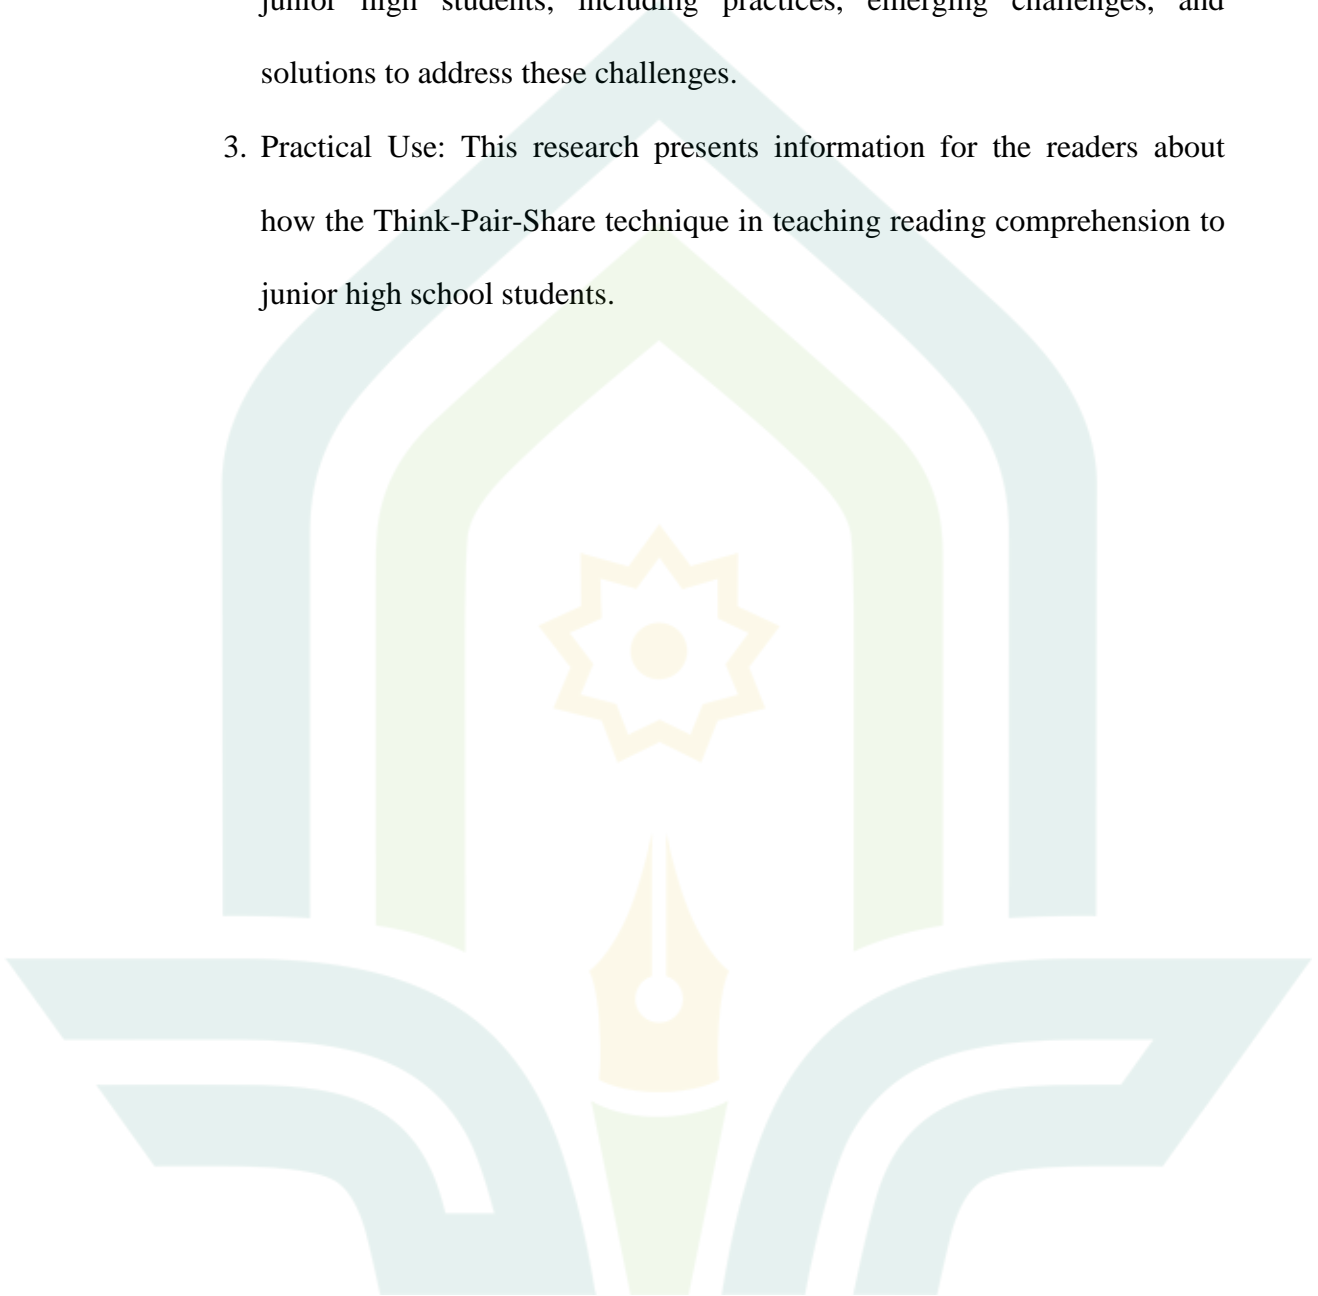 junior high students, including practices, emerging challenges, and
solutions to address these challenges.
3. Practical Use: This research presents information for the readers about
how the Think-Pair-Share technique in teaching reading comprehension to
junior high school students.